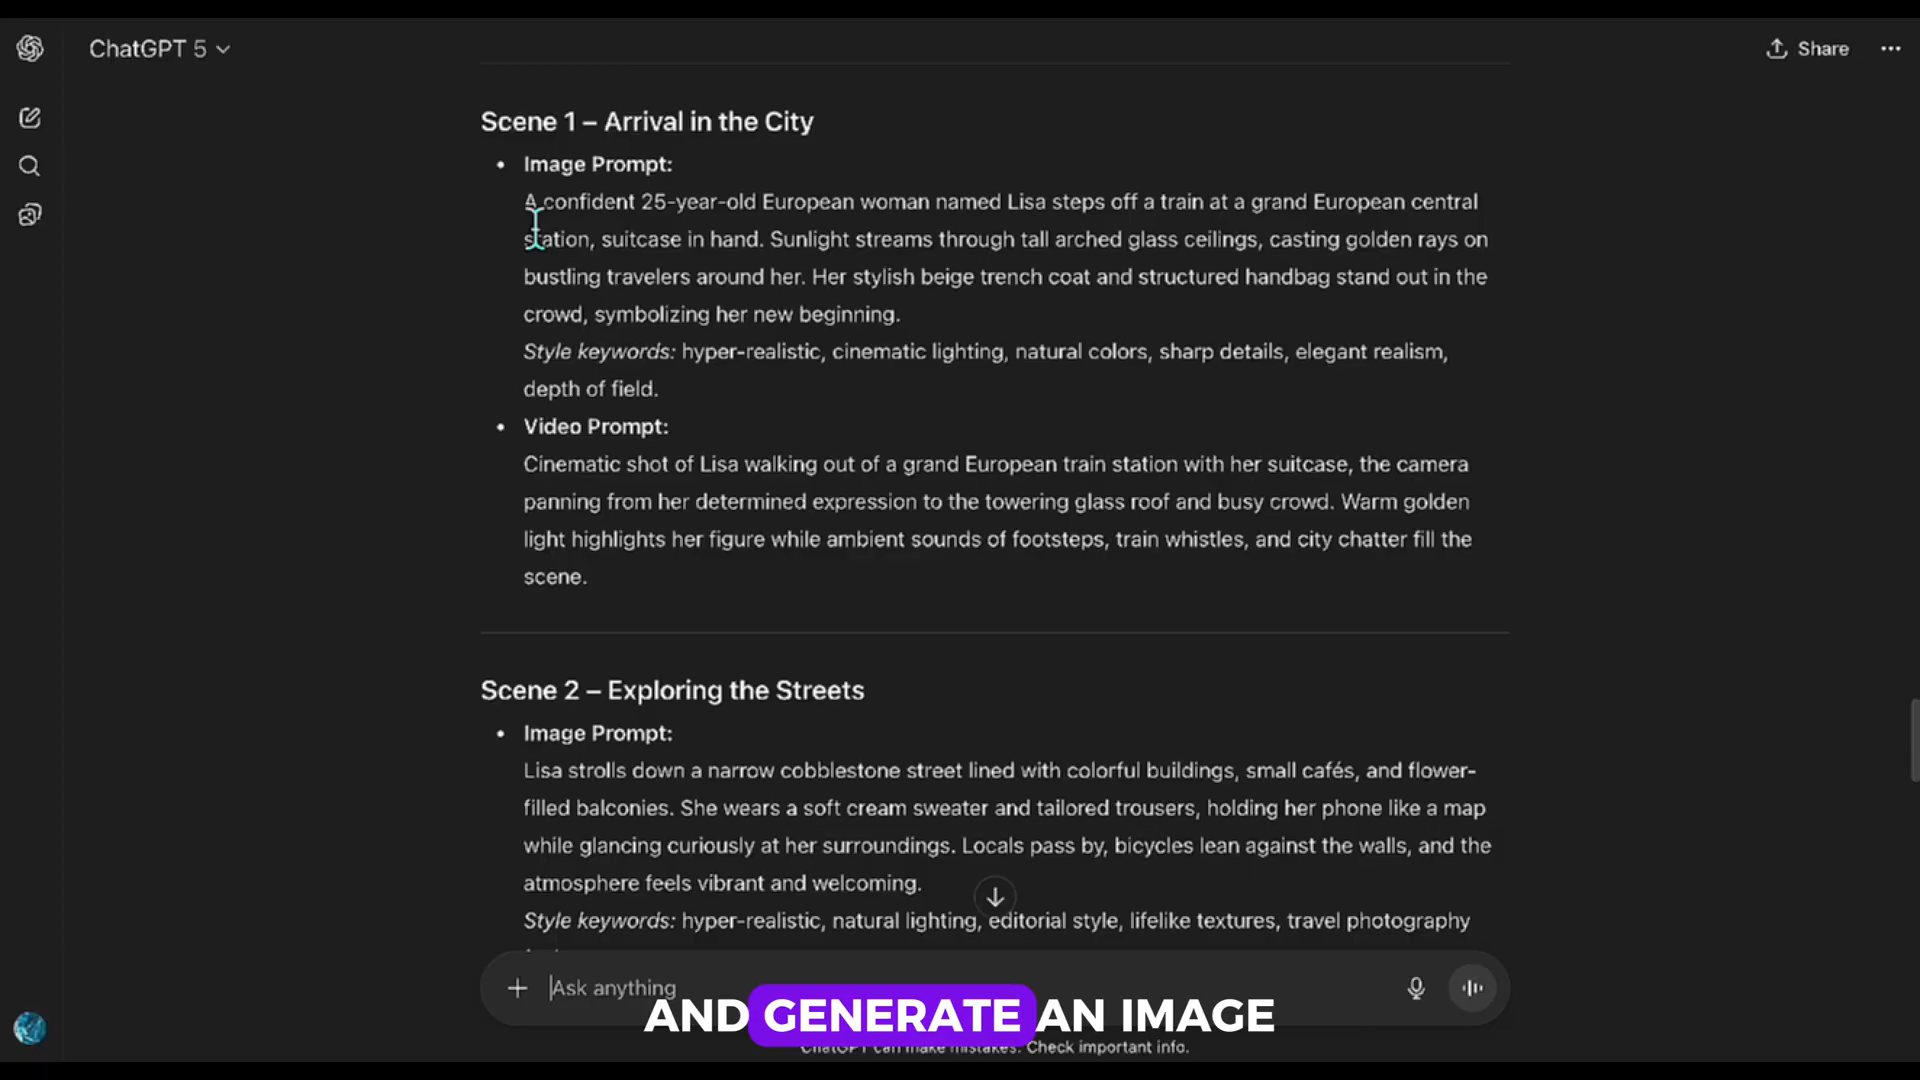 ChatGPT 5
Share
Scene 1 – Arrival in the City
• Image Prompt:
A confident 25-year-old European woman named Lisa steps off a train at a grand European central
station, suitcase in hand. Sunlight streams through tall arched glass ceilings, casting golden rays on
bustling travelers around her. Her stylish beige trench coat and structured handbag stand out in the
crowd, symbolizing her new beginning.
Style keywords: hyper-realistic, cinematic lighting, natural colors, sharp details, elegant realism,
depth of field.
• Video Prompt:
Cinematic shot of Lisa walking out of a grand European train station with her suitcase, the camera
panning from her determined expression to the towering glass roof and busy crowd. Warm golden
light highlights her figure while ambient sounds of footsteps, train whistles, and city chatter fill the
scene.
Scene 2 – Exploring the Streets
• Image Prompt:
Lisa strolls down a narrow cobblestone street lined with colorful buildings, small cafés, and flower-
filled balconies. She wears a soft cream sweater and tailored trousers, holding her phone like a map
while glancing curiously at her surroundings. Locals pass by, bicycles lean against the walls, and the
atmosphere feels vibrant and welcoming.
Style keywords: hyper-realistic, natural lighting, editorial style, lifelike textures, travel photography
Ask anything
AND GENERATE AN IMAGE
ChatGPT can make mistakes. Check important info.